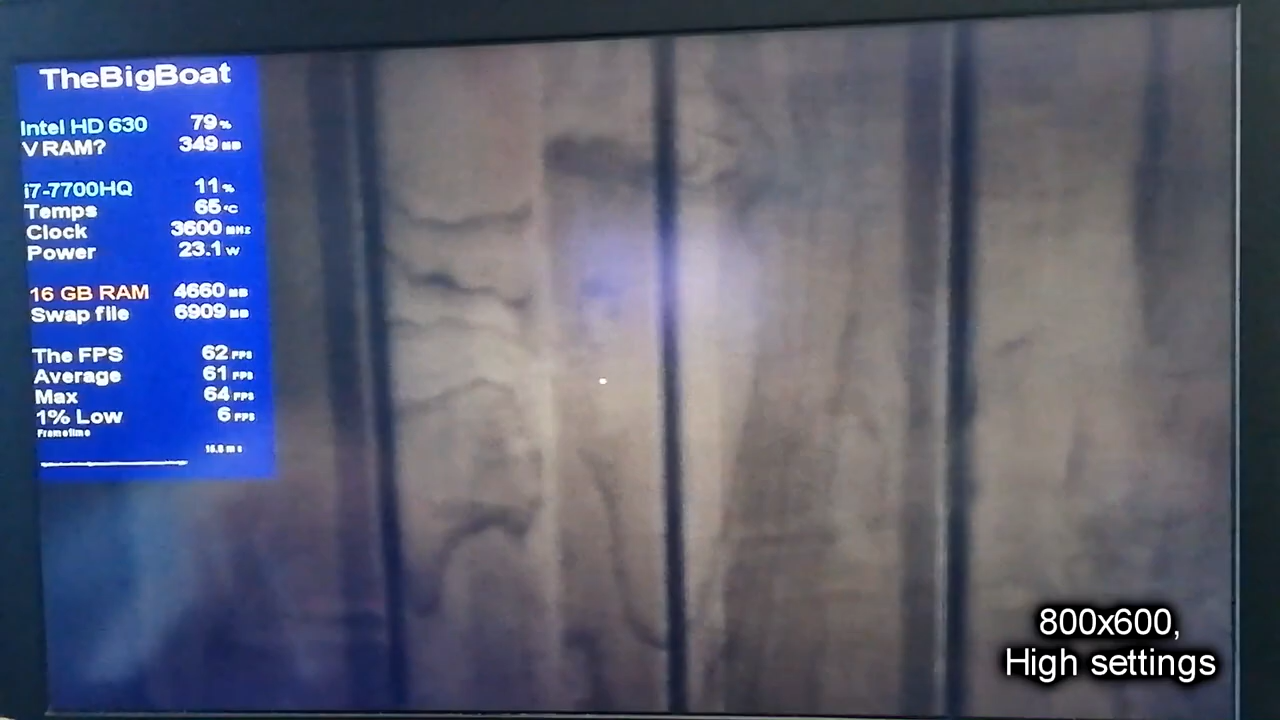 TheBigBoat
Intel HD 630 79 %
V RAM? 349 MB
i7-7700HQ 11 %
Temps 65 °C
Clock 3600 MHz
Power 23.1 W
16 GB RAM 4660 MB
Swap file 6909 MB
The FPS 62 FPS
Average 61 FPS
Max 64 FPS
1% Low 6 FPS
Frametime
ms
800x600,
High settings